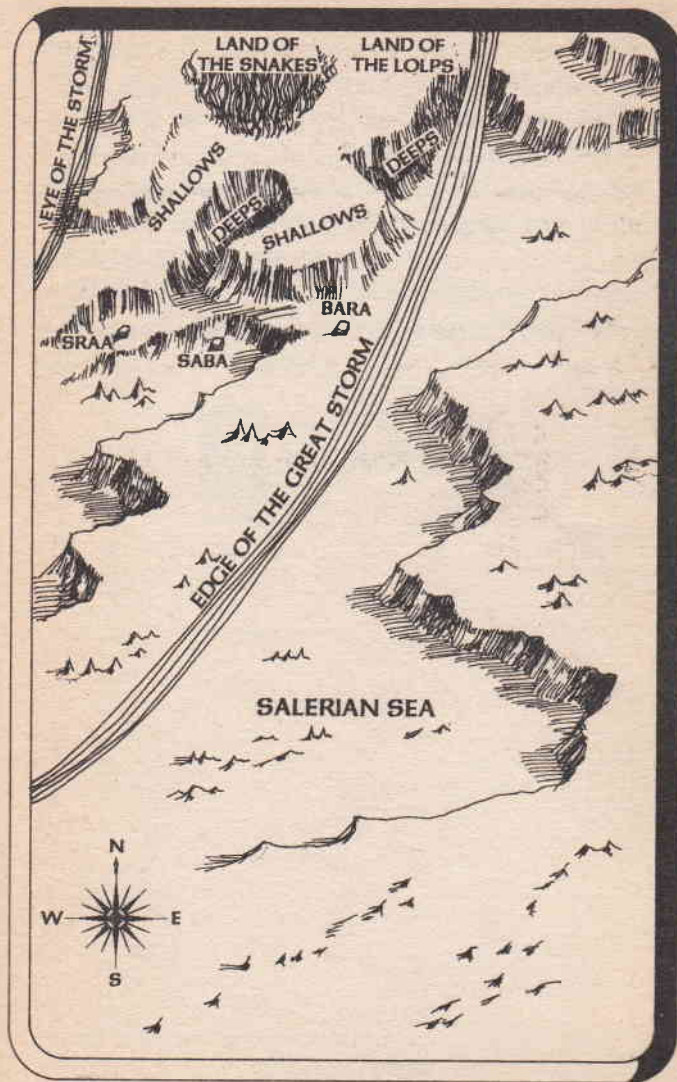 LAND OF
THE SNAKES
LAND OF
THE LOLPS
EYE OF THE STORM
SHALLOWS
DEEPS
DEEPS
SHALLOWS
BARA
SRAA
SABA
EDGE OF THE GREAT STORM
SALERIAN SEA
N
W
E
S